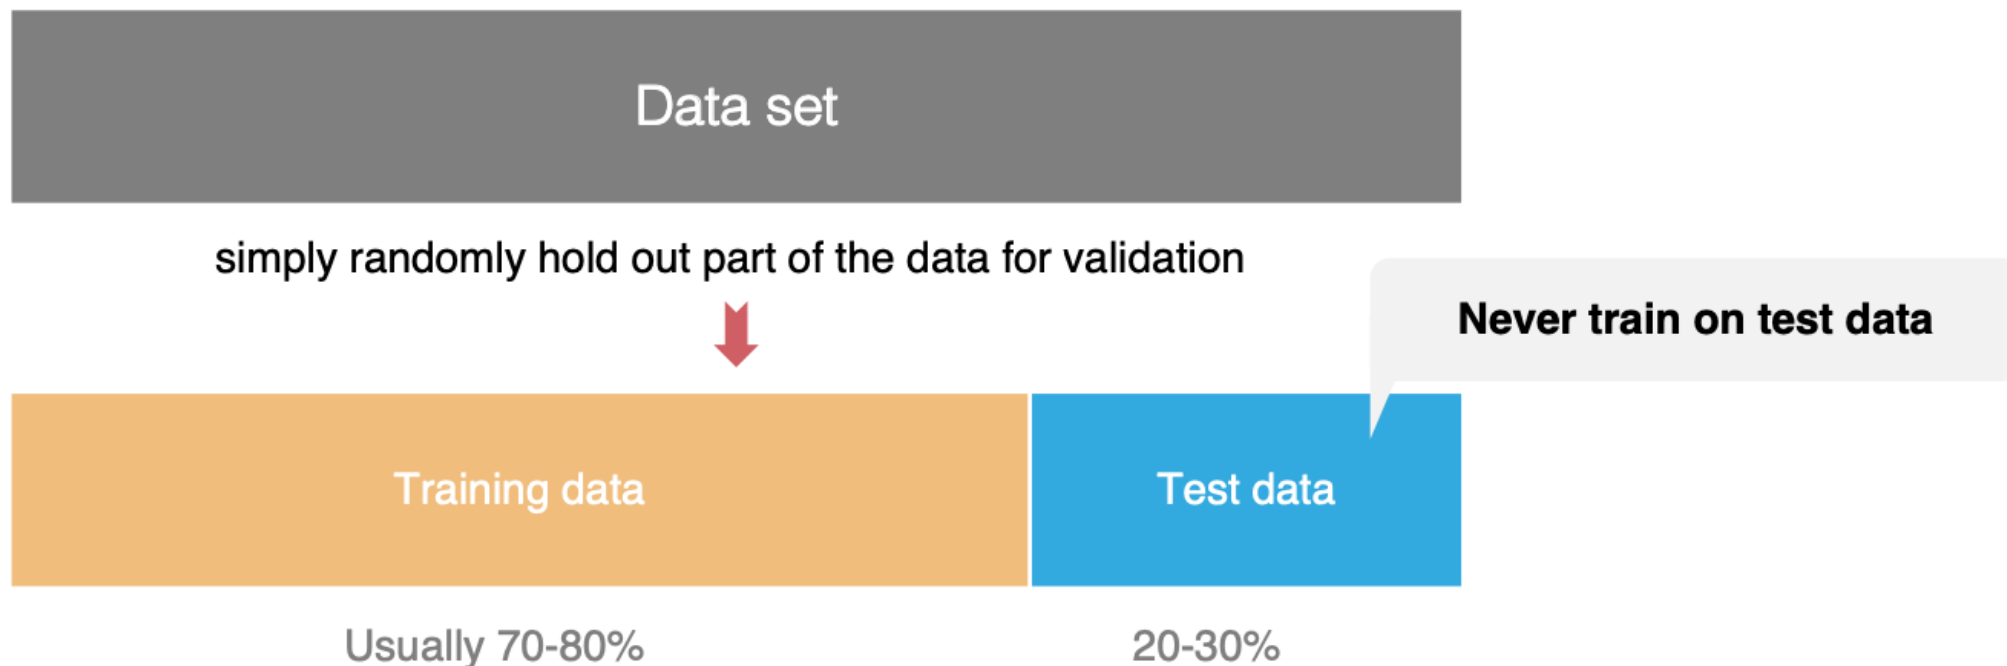 Data set
simply randomly hold out part of the data for validation
Never train on test data
Training data
Test data
Usually 70-80%
20-30%